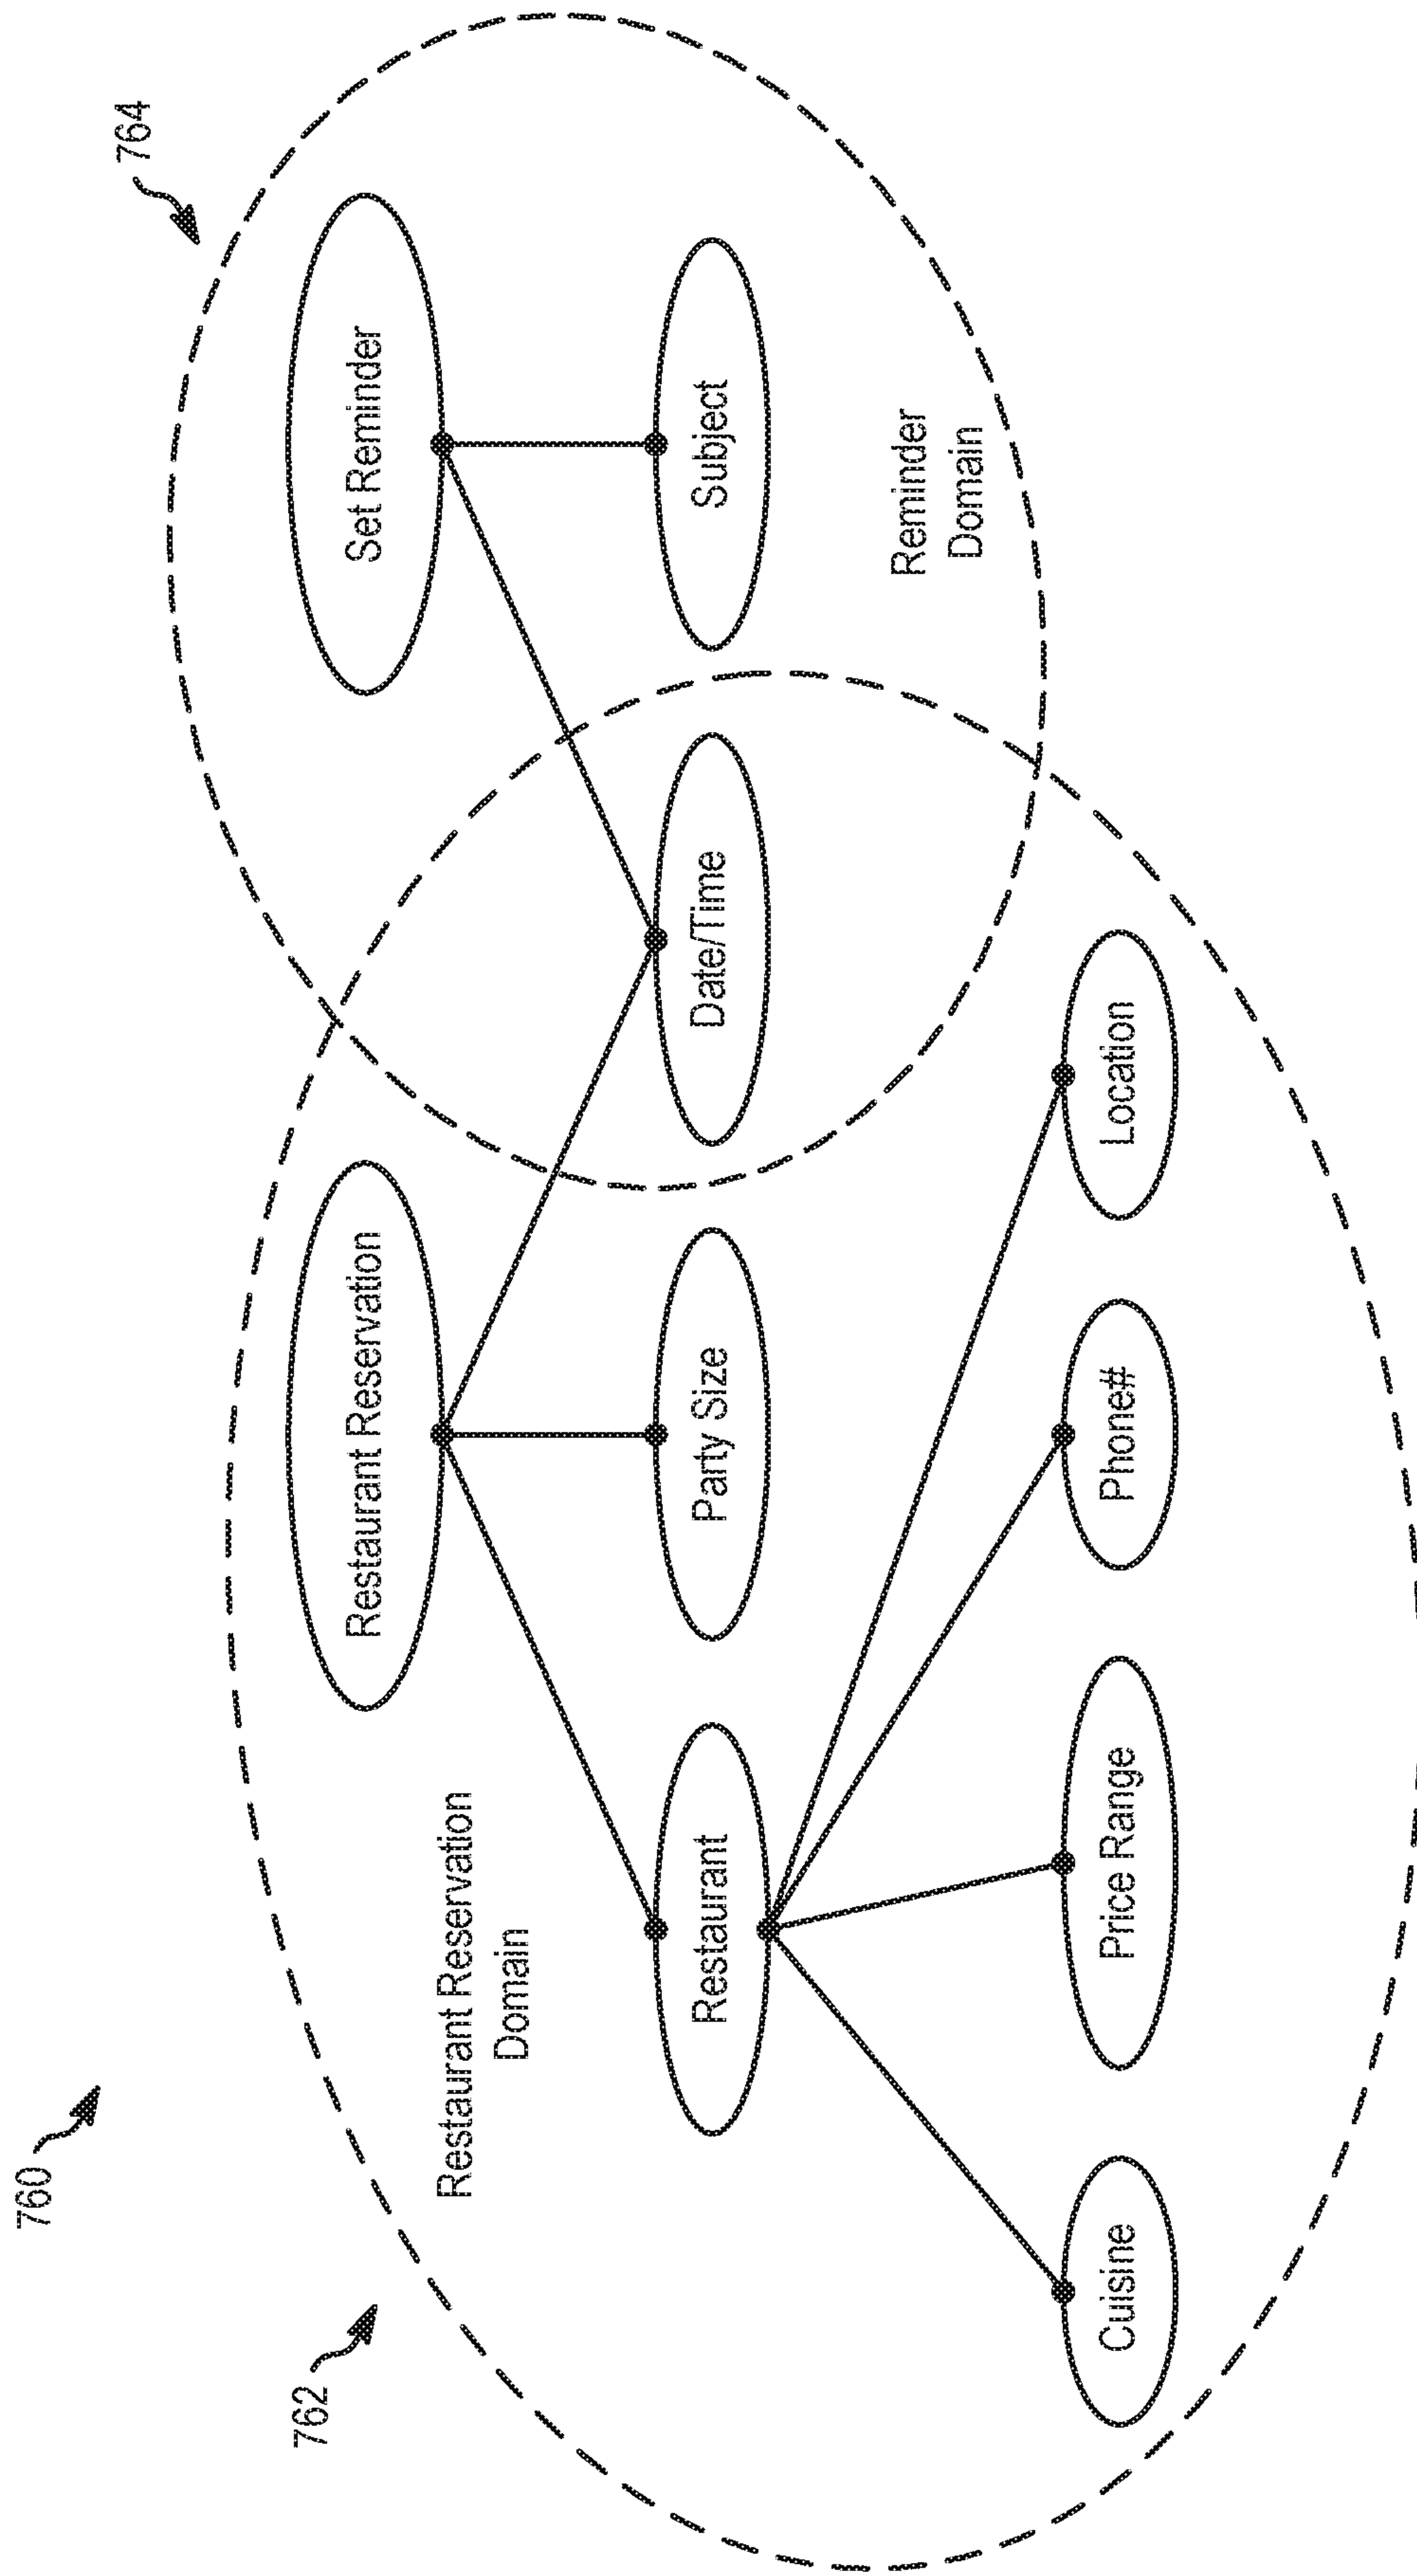 760
762
764
Restaurant Reservation
Set Reminder
Restaurant Reservation
Domain
Restaurant
Party Size
Date/Time
Subject
Reminder
Domain
Cuisine
Price Range
Phone#
Location